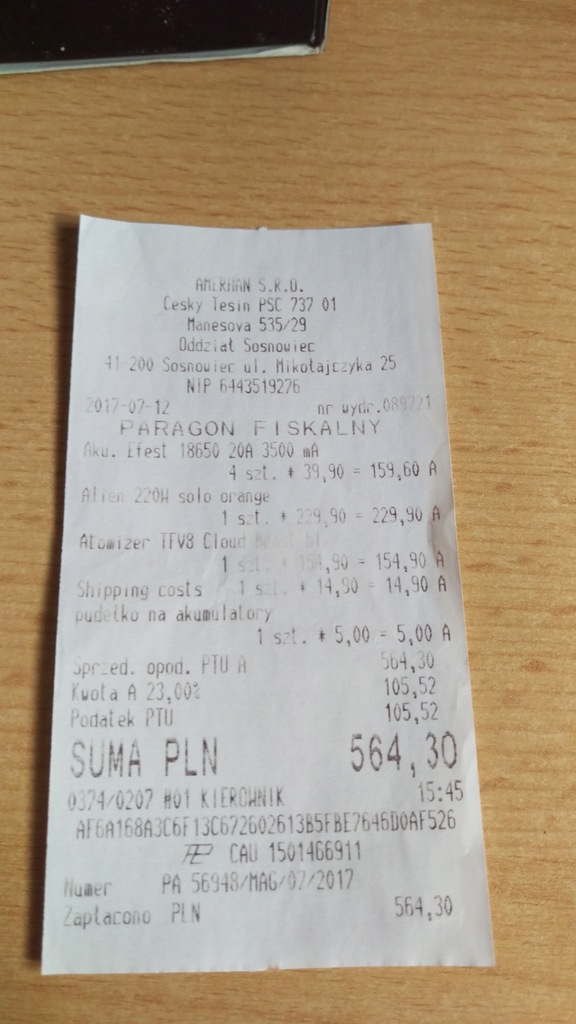 AMERHAN S.R.O.
Cesky Tesin PSC 737 01
Manesova 535/29
Oddział Sosnowiec
41-200 Sosnowiec ul. Mikołajczyka 25
NIP 6443519276
2017-07-12 nr wydr.089721
PARAGON FISKALNY
Aku. Efest 18650 20A 3500 mA
4 szt. * 39,90 = 159,60 A
Alien 220W solo orange
1 szt. * 229,90 = 229,90 A
Atomizer TFV8 Cloud Beast bl
1 szt. * 154,90 = 154,90 A
Shipping costs 1 szt. * 14,90 = 14,90 A
pudełko na akumulatory
1 szt. * 5,00 = 5,00 A
Sprzed. opod. PTU A 564,30
Kwota A 23,00% 105,52
Podatek PTU 105,52
SUMA PLN 564,30
0374/0207 #01 KIEROWNIK 15:45
AF6A168A3C6F13C672602613B5FBE7646D0AF526
CAU 1501466911
Numer PA 56948/MAG/07/2017
Zapłacono PLN 564,30